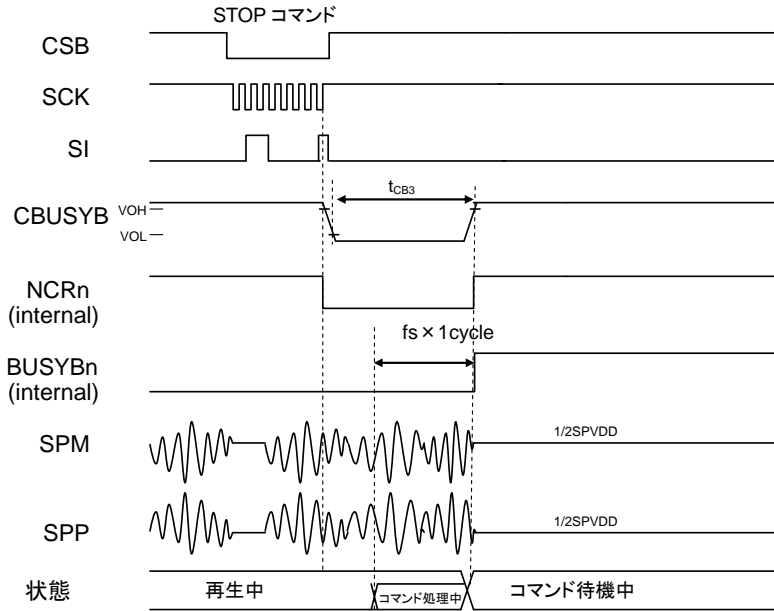 STOP コマンド
CSB
SCK
SI
tCB3
CBUSYB
VOH
VOL
NCRn
(internal)
fs×1cycle
BUSYBn
(internal)
SPM
1/2SPVDD
SPP
1/2SPVDD
状態
再生中
コマンド処理中
コマンド待機中